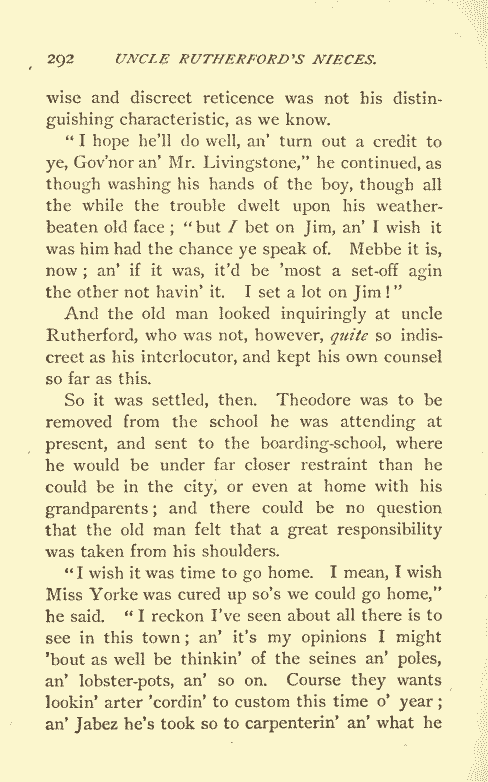 292 UNCLE RUTHERFORD'S NIECES.
wise and discreet reticence was not his distin-
guishing characteristic, as we know.
"I hope he'll do well, an' turn out a credit to
ye, Gov'nor an' Mr. Livingstone," he continued, as
though washing his hands of the boy, though all
the while the trouble dwelt upon his weather-
beaten old face; "but I bet on Jim, an' I wish it
was him had the chance ye speak of. Mebbe it is,
now; an' if it was, it'd be 'most a set-off agin
the other not havin' it. I set a lot on Jim!"
And the old man looked inquiringly at uncle
Rutherford, who was not, however, quite so indis-
creet as his interlocutor, and kept his own counsel
so far as this.
So it was settled, then. Theodore was to be
removed from the school he was attending at
present, and sent to the boarding-school, where
he would be under far closer restraint than he
could be in the city, or even at home with his
grandparents; and there could be no question
that the old man felt that a great responsibility
was taken from his shoulders.
"I wish it was time to go home. I mean, I wish
Miss Yorke was cured up so's we could go home,"
he said. "I reckon I've seen about all there is to
see in this town; an' it's my opinions I might
'bout as well be thinkin' of the seines an' poles,
an' lobster-pots, an' so on. Course they wants
lookin' arter 'cordin' to custom this time o' year;
an' Jabez he's took so to carpenterin' an' what he